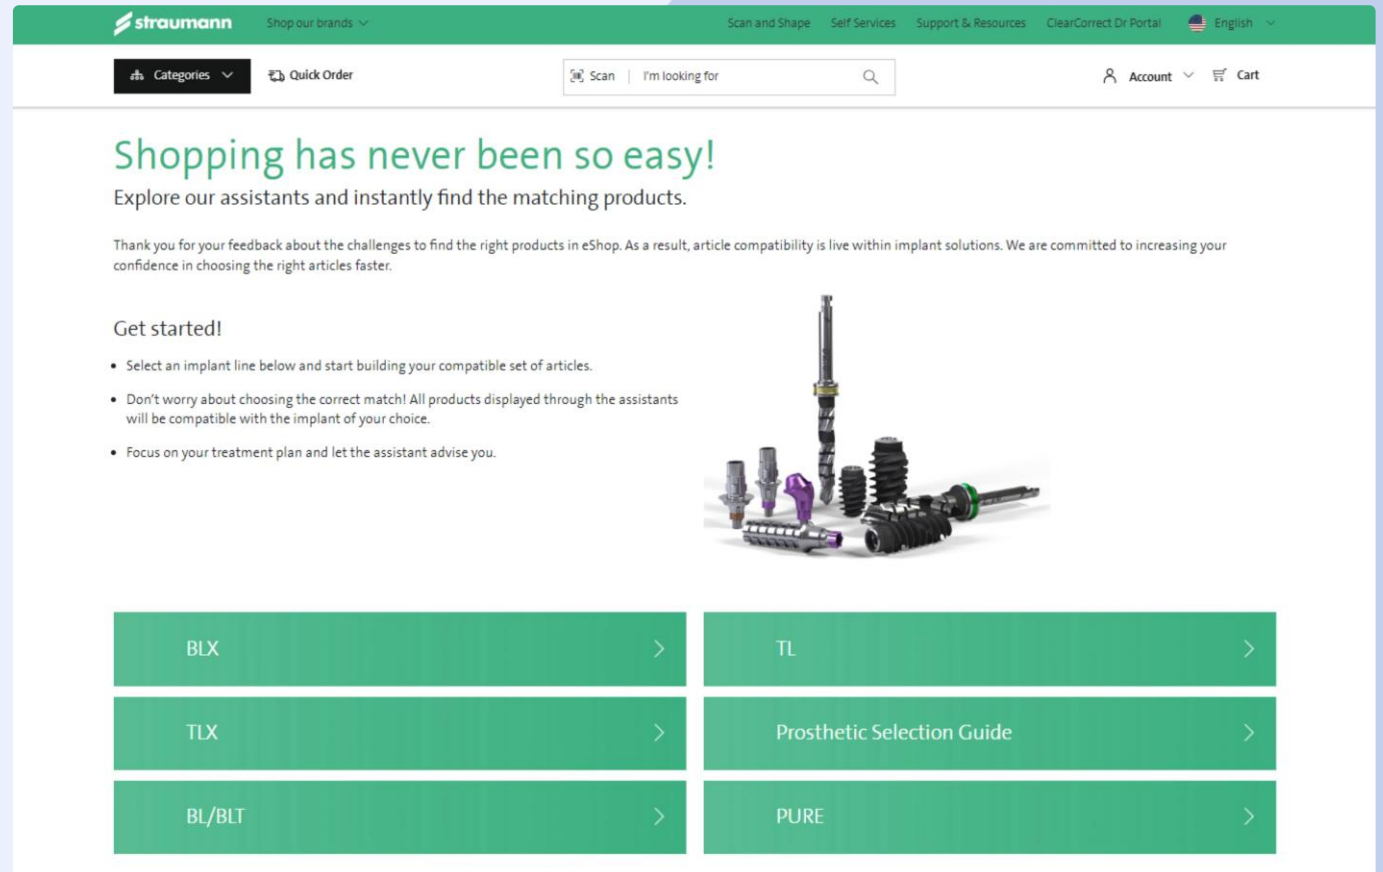 straumann
Shop our brands
Scan and Shape
Self Services
Support & Resources
ClearCorrect Dr Portal
English
Categories
Quick Order
Scan
I'm looking for
Account
Cart
Shopping has never been so easy!
Explore our assistants and instantly find the matching products.
Thank you for your feedback about the challenges to find the right products in eShop. As a result, article compatibility is live within implant solutions. We are committed to increasing your
confidence in choosing the right articles faster.
Get started!
• Select an implant line below and start building your compatible set of articles.
• Don't worry about choosing the correct match! All products displayed through the assistants
will be compatible with the implant of your choice.
• Focus on your treatment plan and let the assistant advise you.
BLX
TL
TLX
Prosthetic Selection Guide
BL/BLT
PURE